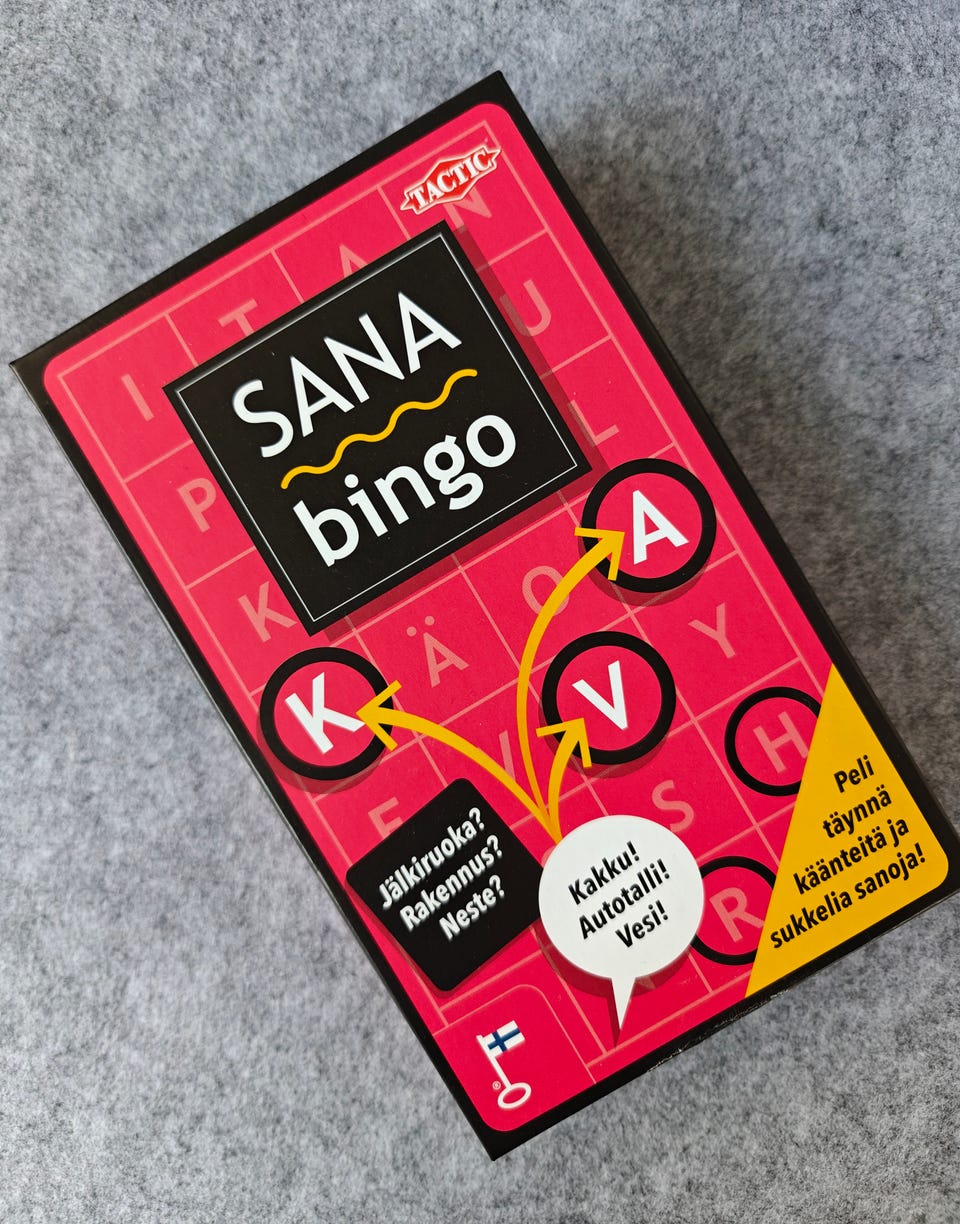 TACTIC
SANA
bingo
I T A N
U
P L
K Ä O A
K V Y
E V H
S
R
Jälkiruoka?
Rakennus?
Neste?
Kakku!
Autotalli!
Vesi!
Peli
täynnä
käänteitä ja
sukkelia sanoja!
®